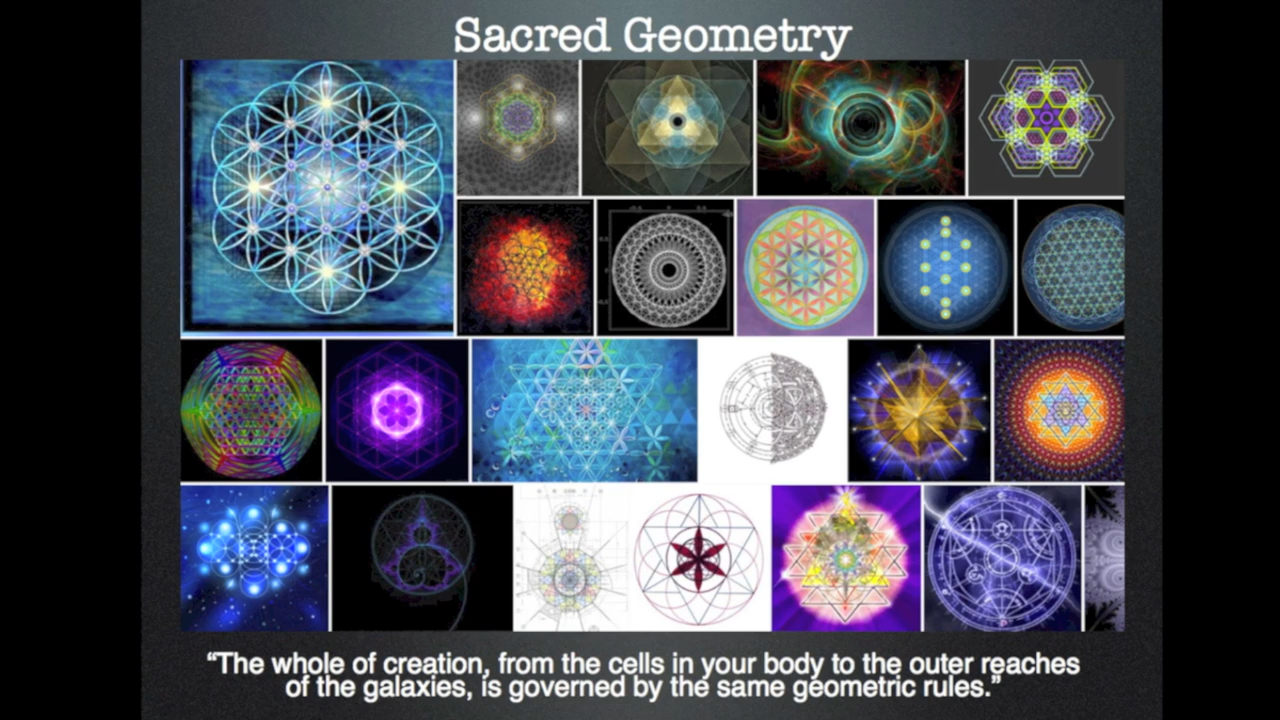 Sacred Geometry
“The whole of creation, from the cells in your body to the outer reaches
of the galaxies, is governed by the same geometric rules.”